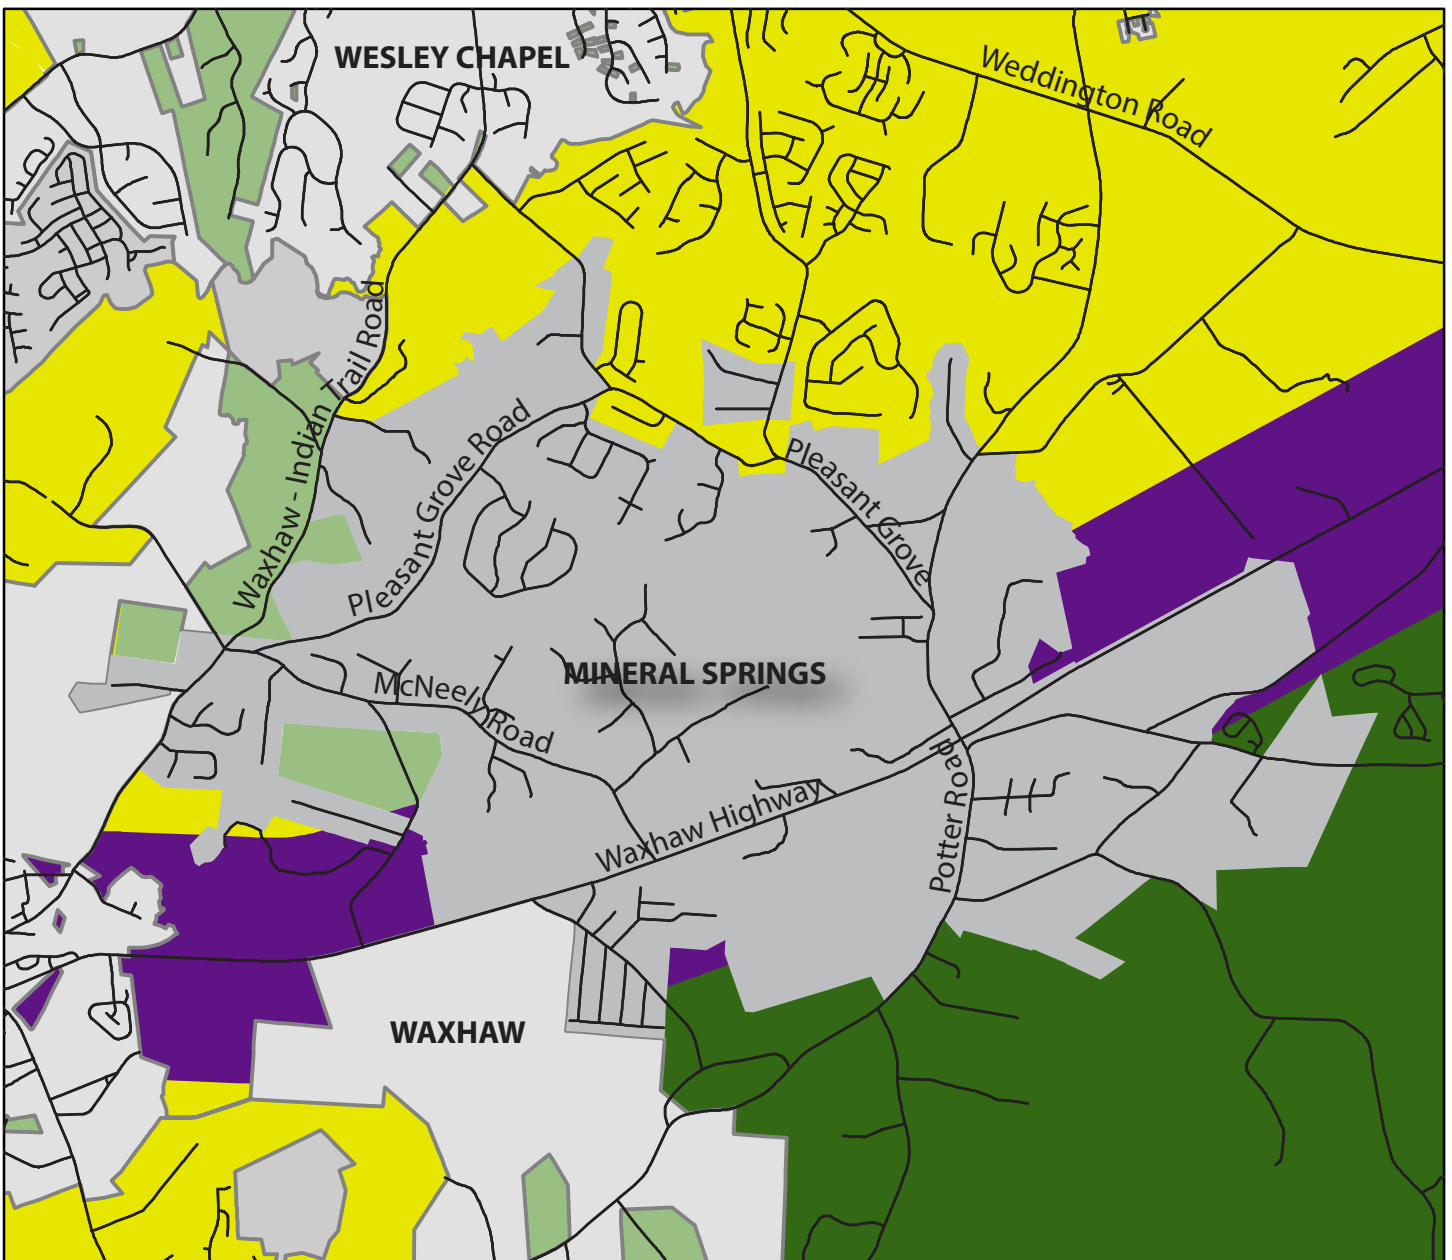 WESLEY CHAPEL
Weddington Road
Waxhaw - Indian Trail Road
Pleasant Grove Road
Pleasant Grove
MINERAL SPRINGS
McNeely Road
Waxhaw Highway
Potter Road
WAXHAW